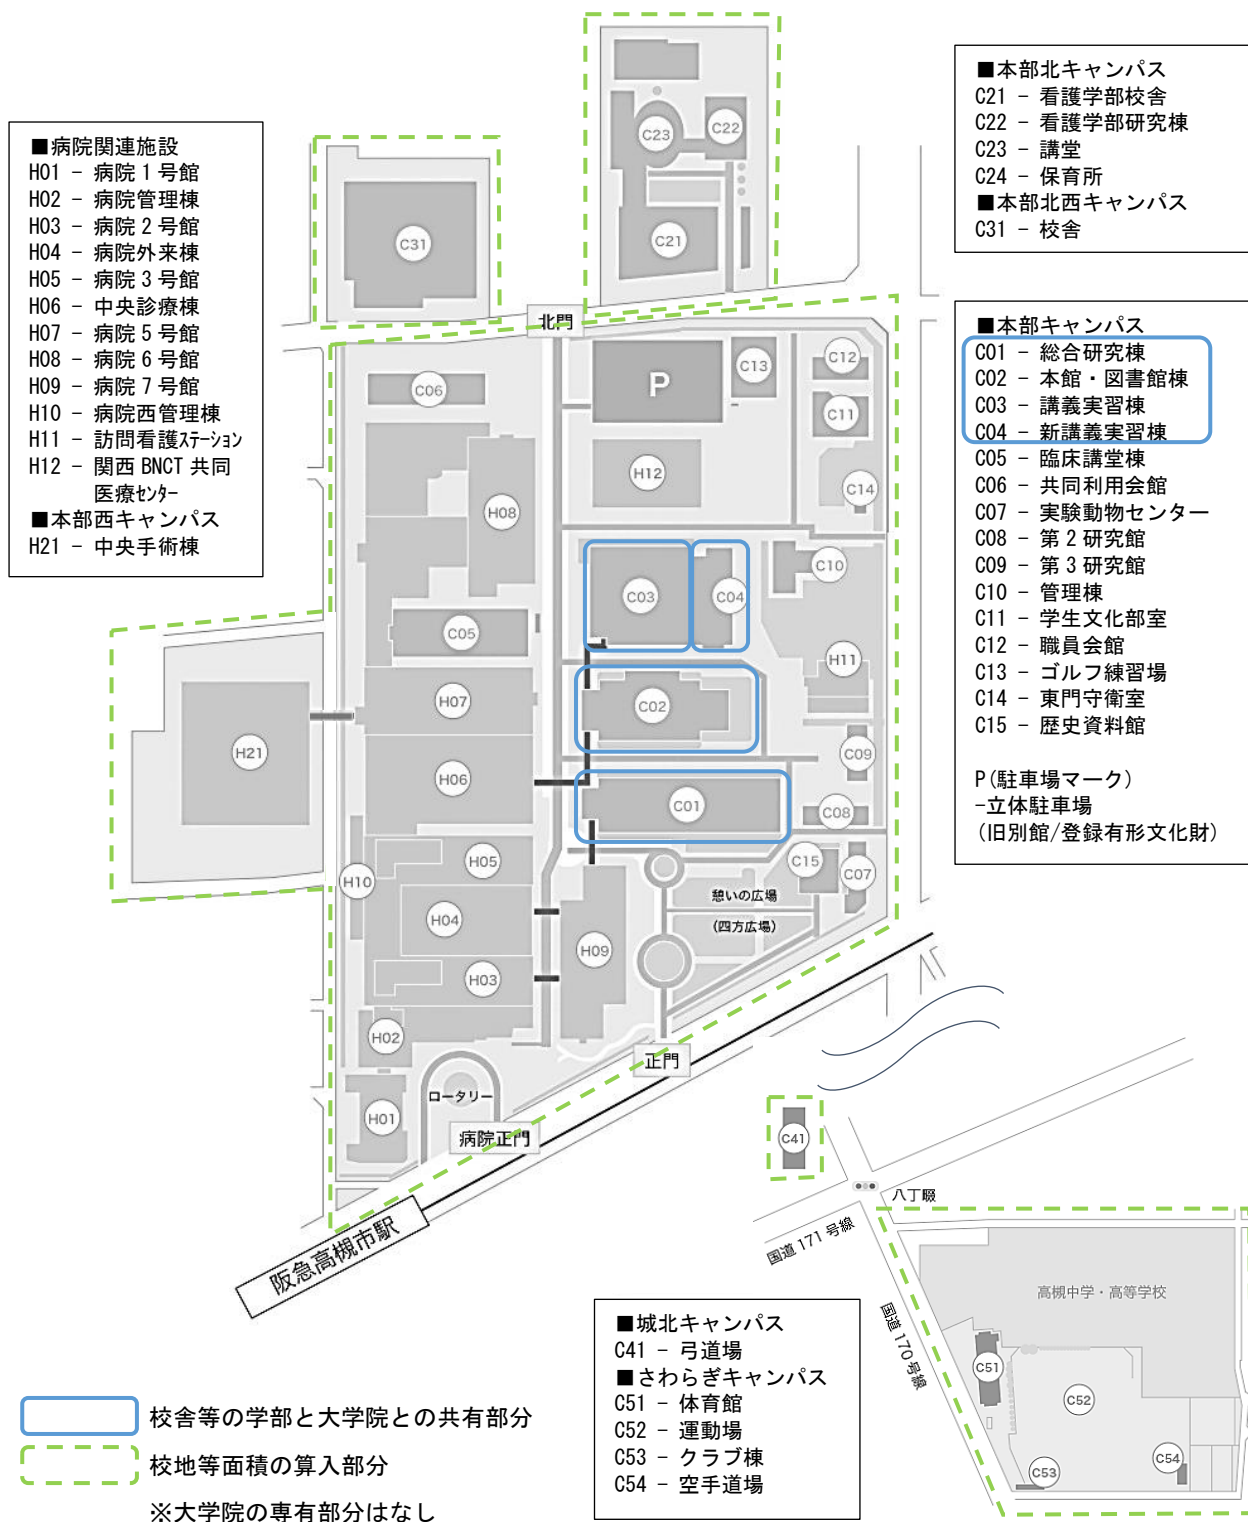 ■本部北キャンパス
C21 － 看護学部校舎
C22 － 看護学部研究棟
C23 － 講堂
C24 － 保育所
■本部北西キャンパス
C31 － 校舎
■病院関連施設
H01 － 病院1号館
H02 － 病院管理棟
H03 － 病院2号館
H04 － 病院外来棟
H05 － 病院3号館
H06 － 中央診療棟
H07 － 病院5号館
H08 － 病院6号館
H09 － 病院7号館
H10 － 病院西管理棟
H11 － 訪問看護ｽﾃｰｼｮﾝ
H12 － 関西BNCT共同
医療ｾﾝﾀｰ
■本部西キャンパス
H21 － 中央手術棟
■本部キャンパス
C01 － 総合研究棟
C02 － 本館・図書館棟
C03 － 講義実習棟
C04 － 新講義実習棟
C05 － 臨床講堂棟
C06 － 共同利用会館
C07 － 実験動物センター
C08 － 第2研究館
C09 － 第3研究館
C10 － 管理棟
C11 － 学生文化部室
C12 － 職員会館
C13 － ゴルフ練習場
C14 － 東門守衛室
C15 － 歴史資料館
P(駐車場マーク)
－立体駐車場
(旧別館/登録有形文化財)
C23
C22
C21
C31
北門
C06
P
C13
C12
C11
H12
C14
H08
C03
C04
C10
C05
H11
H07
C02
H21
H06
C09
C01
C08
H05
C15
C07
H10
憩いの広場
H04
(四方広場)
H09
H03
H02
正門
ロータリー
H01
病院正門
阪急高槻市駅
C41
八丁畷
国道171号線
国道170号線
高槻中学・高等学校
C51
C52
C53
C54
■城北キャンパス
C41 － 弓道場
■さわらぎキャンパス
C51 － 体育館
C52 － 運動場
C53 － クラブ棟
C54 － 空手道場
校舎等の学部と大学院との共有部分
校地等面積の算入部分
※大学院の専有部分はなし